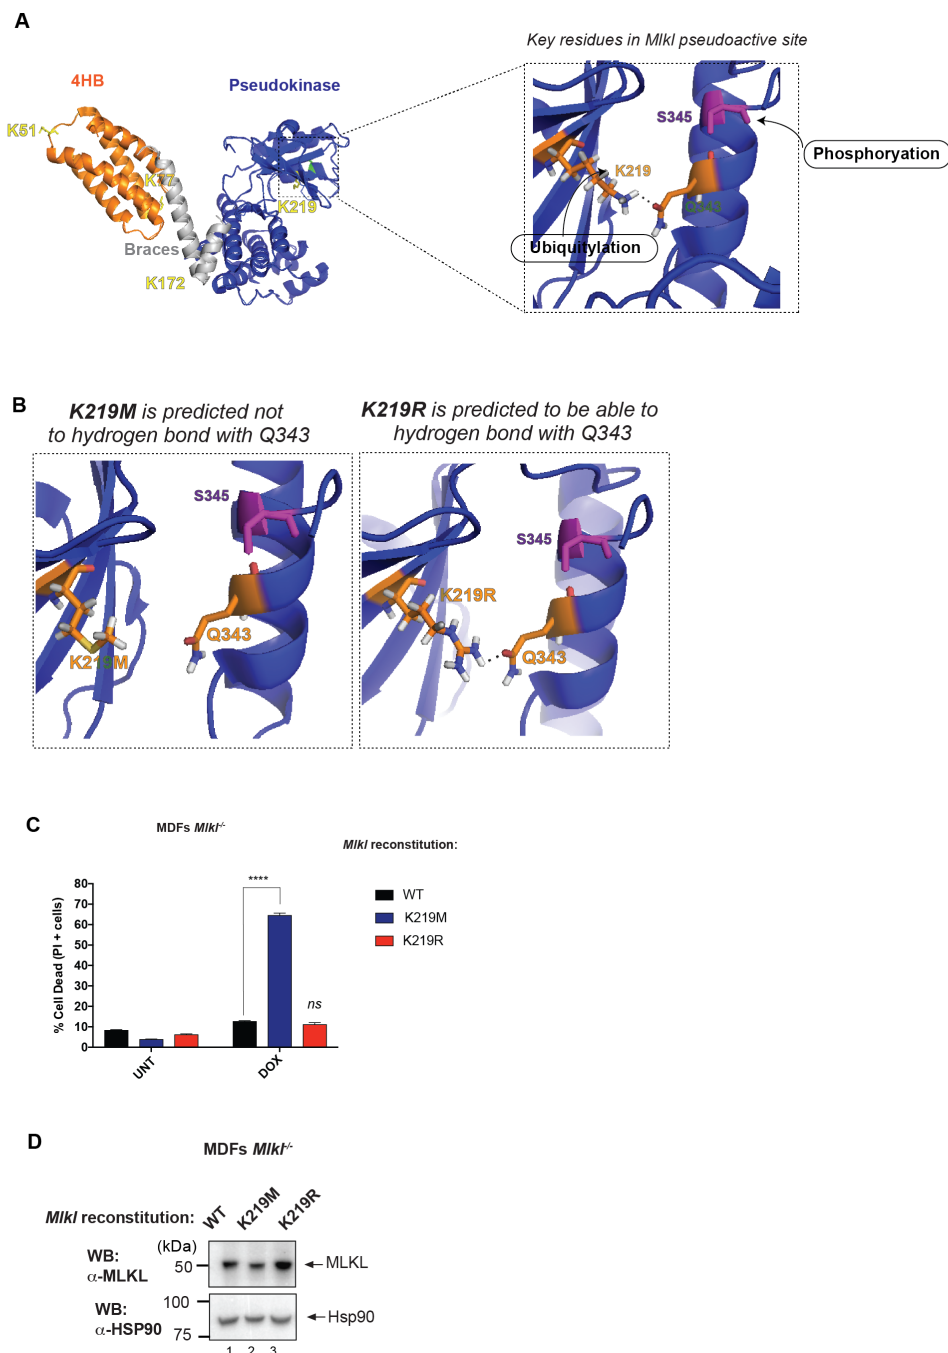 A
Key residues in Mlkl pseudoactive site
4HB
Pseudokinase
K51
K77
K219
Braces
K172
S345
Phosphoryation
K219
Q343
Ubiquitylation
B
K219M is predicted not
to hydrogen bond with Q343
K219R is predicted to be able to
hydrogen bond with Q343
S345
Q343
K219M
S345
K219R
Q343
C
MDFs Mlkl-/-
Mlkl reconstitution:
WT
K219M
K219R
% Cell Dead (PI + cells)
80
70
60
50
40
30
20
10
0
****
ns
UNT
DOX
D
MDFs Mlkl-/-
Mlkl reconstitution:
WT
K219M
K219R
(kDa)
WB:
α-MLKL
50
MLKL
WB:
α-HSP90
100
75
Hsp90
1 2 3